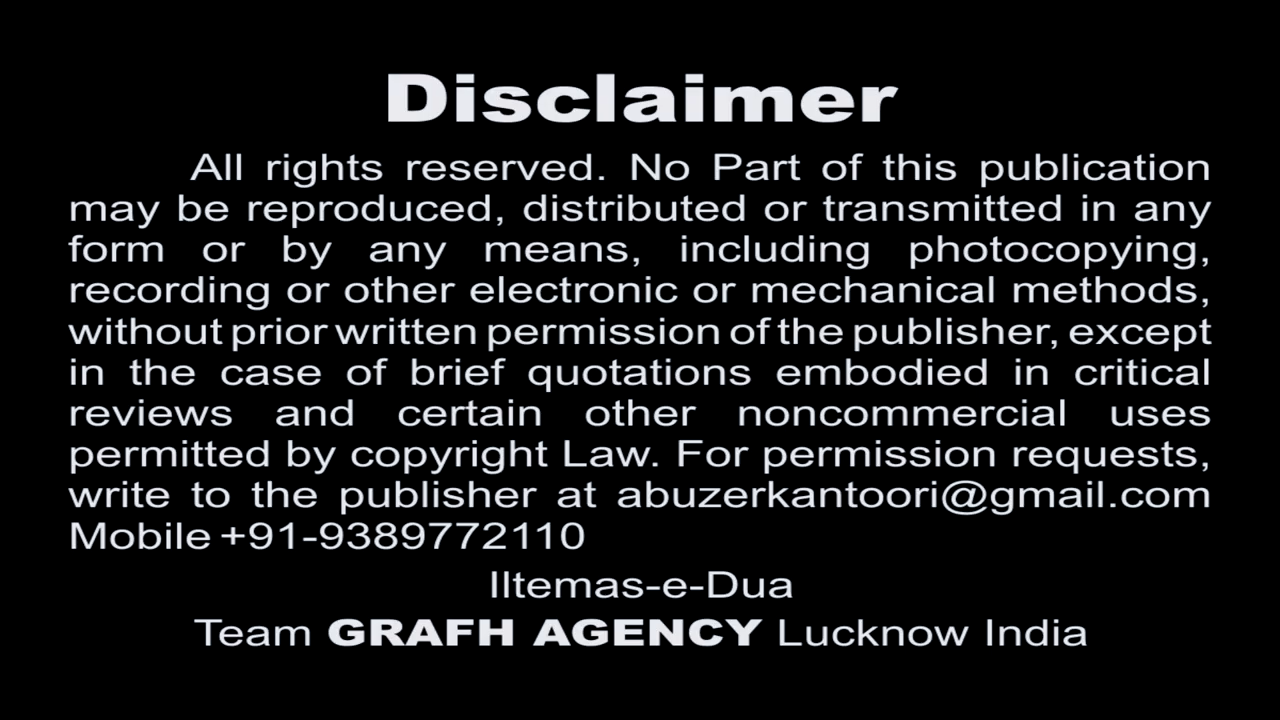 Disclaimer
All rights reserved. No Part of this publication
may be reproduced, distributed or transmitted in any
form or by any means, including photocopying,
recording or other electronic or mechanical methods,
without prior written permission of the publisher, except
in the case of brief quotations embodied in critical
reviews and certain other noncommercial uses
permitted by copyright Law. For permission requests,
write to the publisher at abuzerkantoori@gmail.com
Mobile +91-9389772110
IItemas-e-Dua
Team GRAFH AGENCY Lucknow India